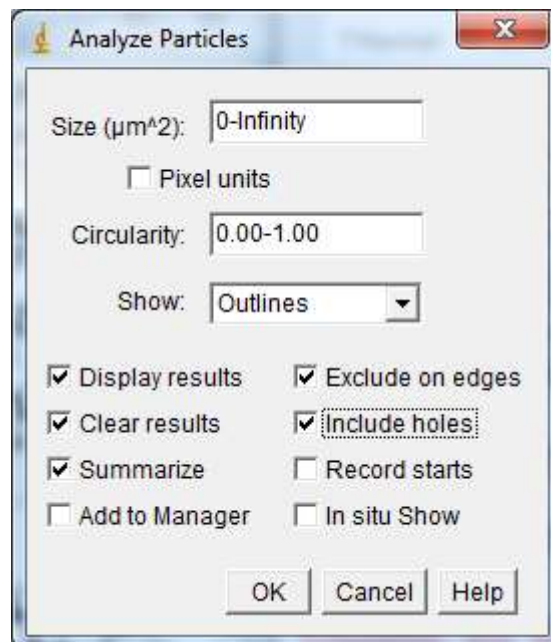 Analyze Particles
Size (µm^2): 0-Infinity
Pixel units
Circularity: 0.00-1.00
Show: Outlines
Display results Exclude on edges
Clear results Include holes
Summarize Record starts
Add to Manager In situ Show
OK Cancel Help